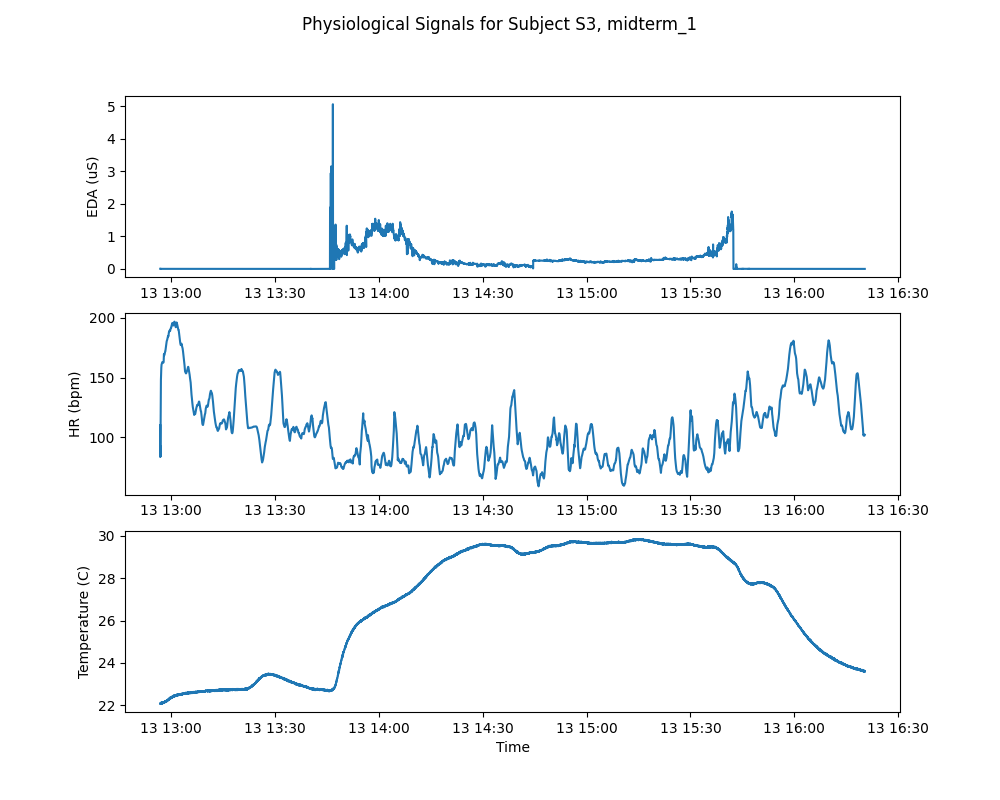 Physiological Signals for Subject S3, midterm_1
5
4
3
2
1
0
EDA (uS)
13 13:00 13 13:30 13 14:00 13 14:30 13 15:00 13 15:30 13 16:00 13 16:30
200
150
100
HR (bpm)
13 13:00 13 13:30 13 14:00 13 14:30 13 15:00 13 15:30 13 16:00 13 16:30
30
28
26
24
22
Temperature (C)
13 13:00 13 13:30 13 14:00 13 14:30 13 15:00 13 15:30 13 16:00 13 16:30
Time